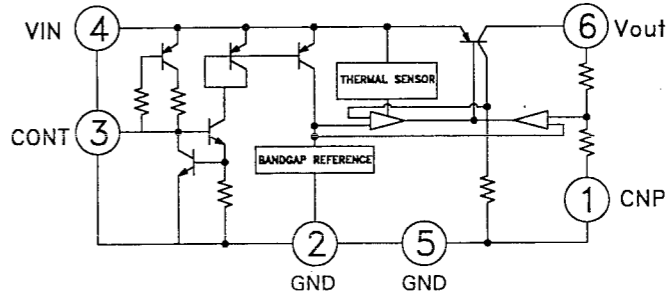 VIN 4
6 Vout
THERMAL SENSOR
CONT 3
BANDGAP REFERENCE
1 CNP
2
GND
5
GND